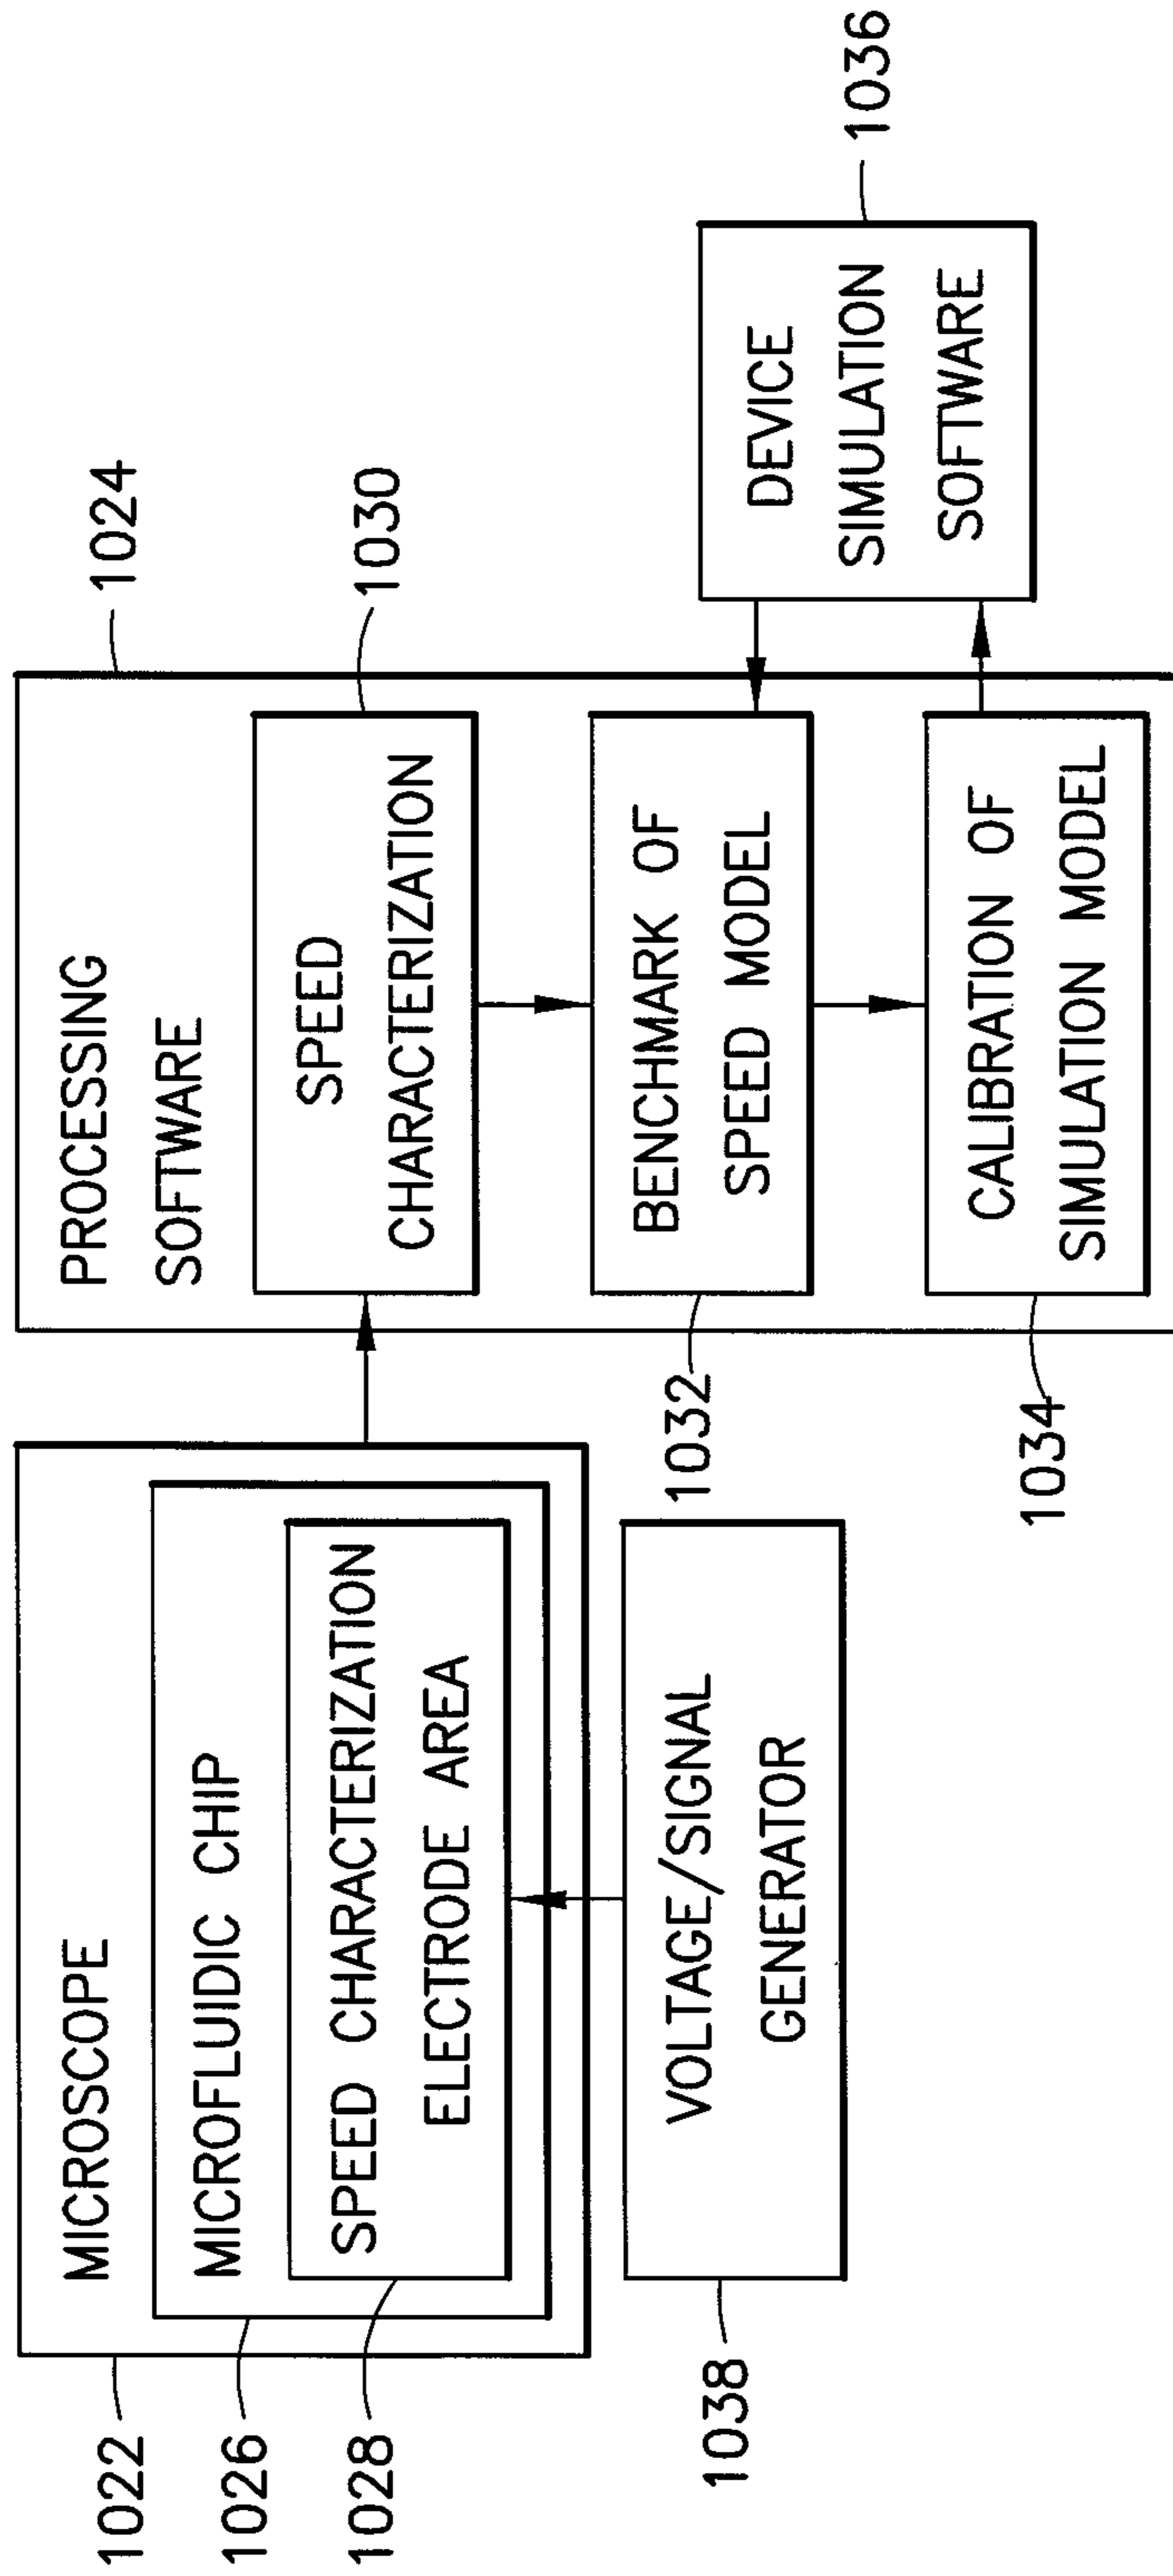 1022
MICROSCOPE
1026
MICROFLUIDIC CHIP
1028
SPEED CHARACTERIZATION
ELECTRODE AREA
1038
VOLTAGE/SIGNAL
GENERATOR
1024
PROCESSING
SOFTWARE
1030
SPEED
CHARACTERIZATION
1032
BENCHMARK OF
SPEED MODEL
1034
CALIBRATION OF
SIMULATION MODEL
1036
DEVICE
SIMULATION
SOFTWARE